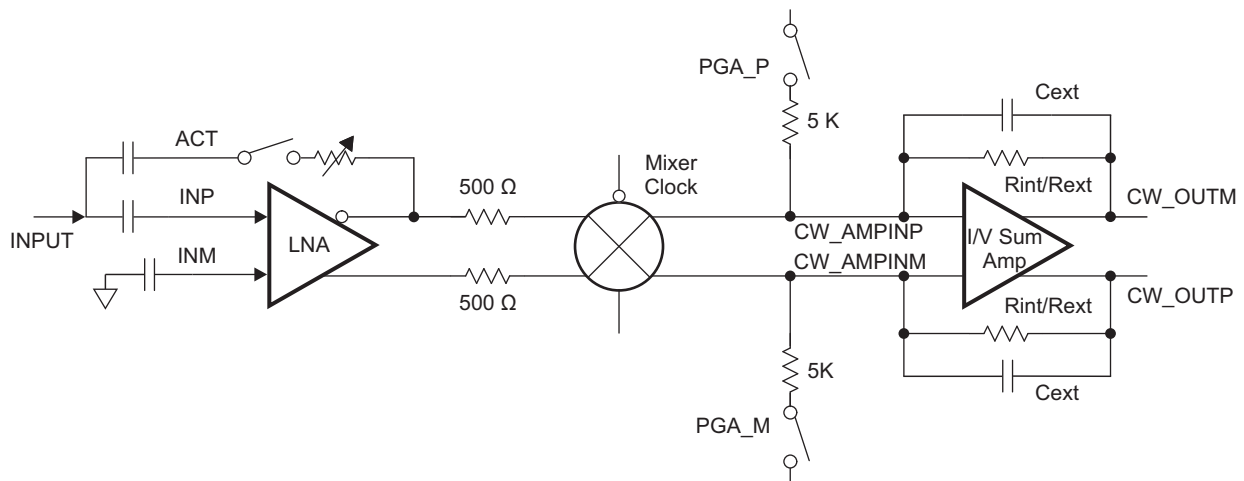 PGA_P
5 K
Cext
ACT
Mixer
Clock
Rint/Rext
500 Ω
CW_OUTM
INP
INPUT
LNA
CW_AMPINP
I/V Sum
Amp
INM
CW_AMPINM
500 Ω
Rint/Rext
CW_OUTP
5K
Cext
PGA_M